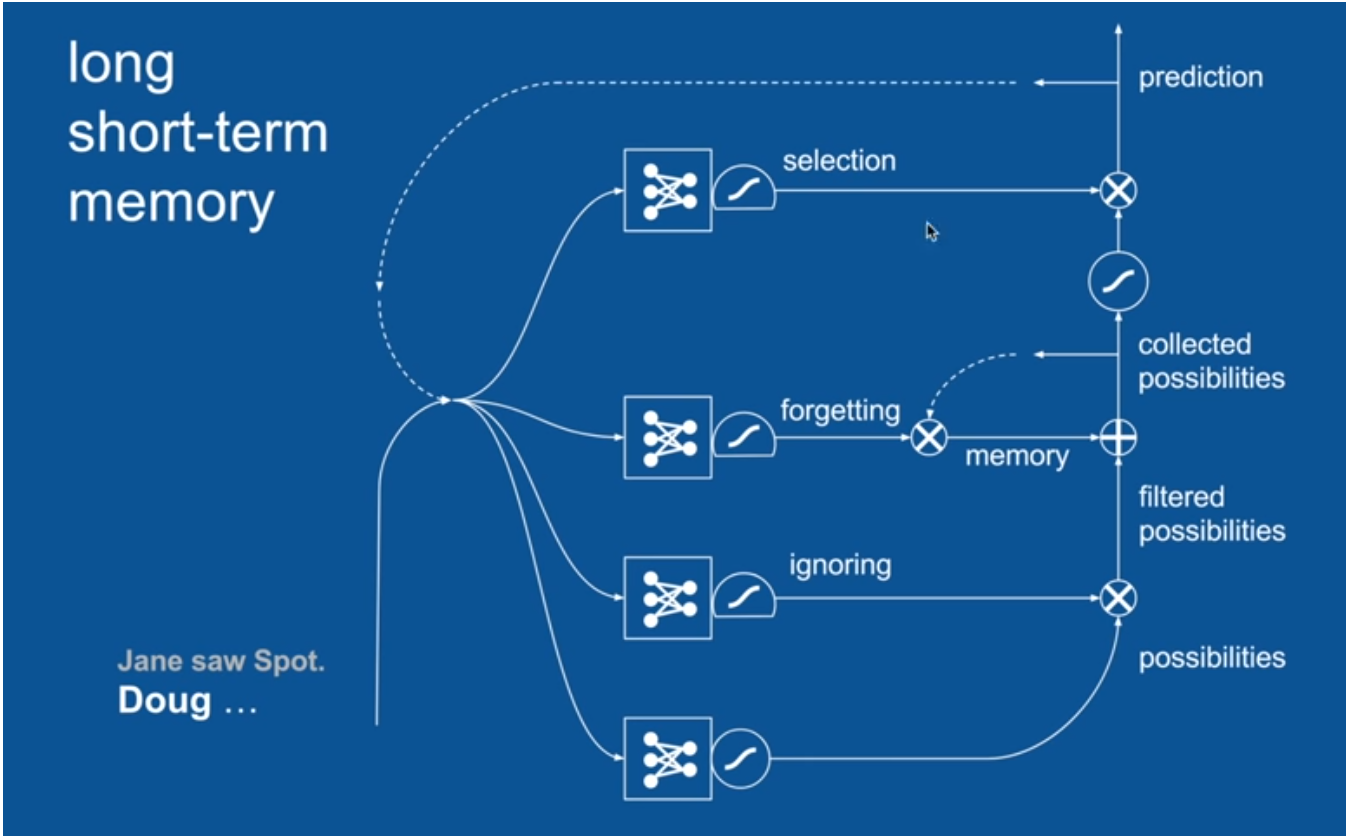 long
short-term
memory
prediction
selection
collected
possibilities
forgetting
memory
filtered
possibilities
ignoring
possibilities
Jane saw Spot.
Doug …